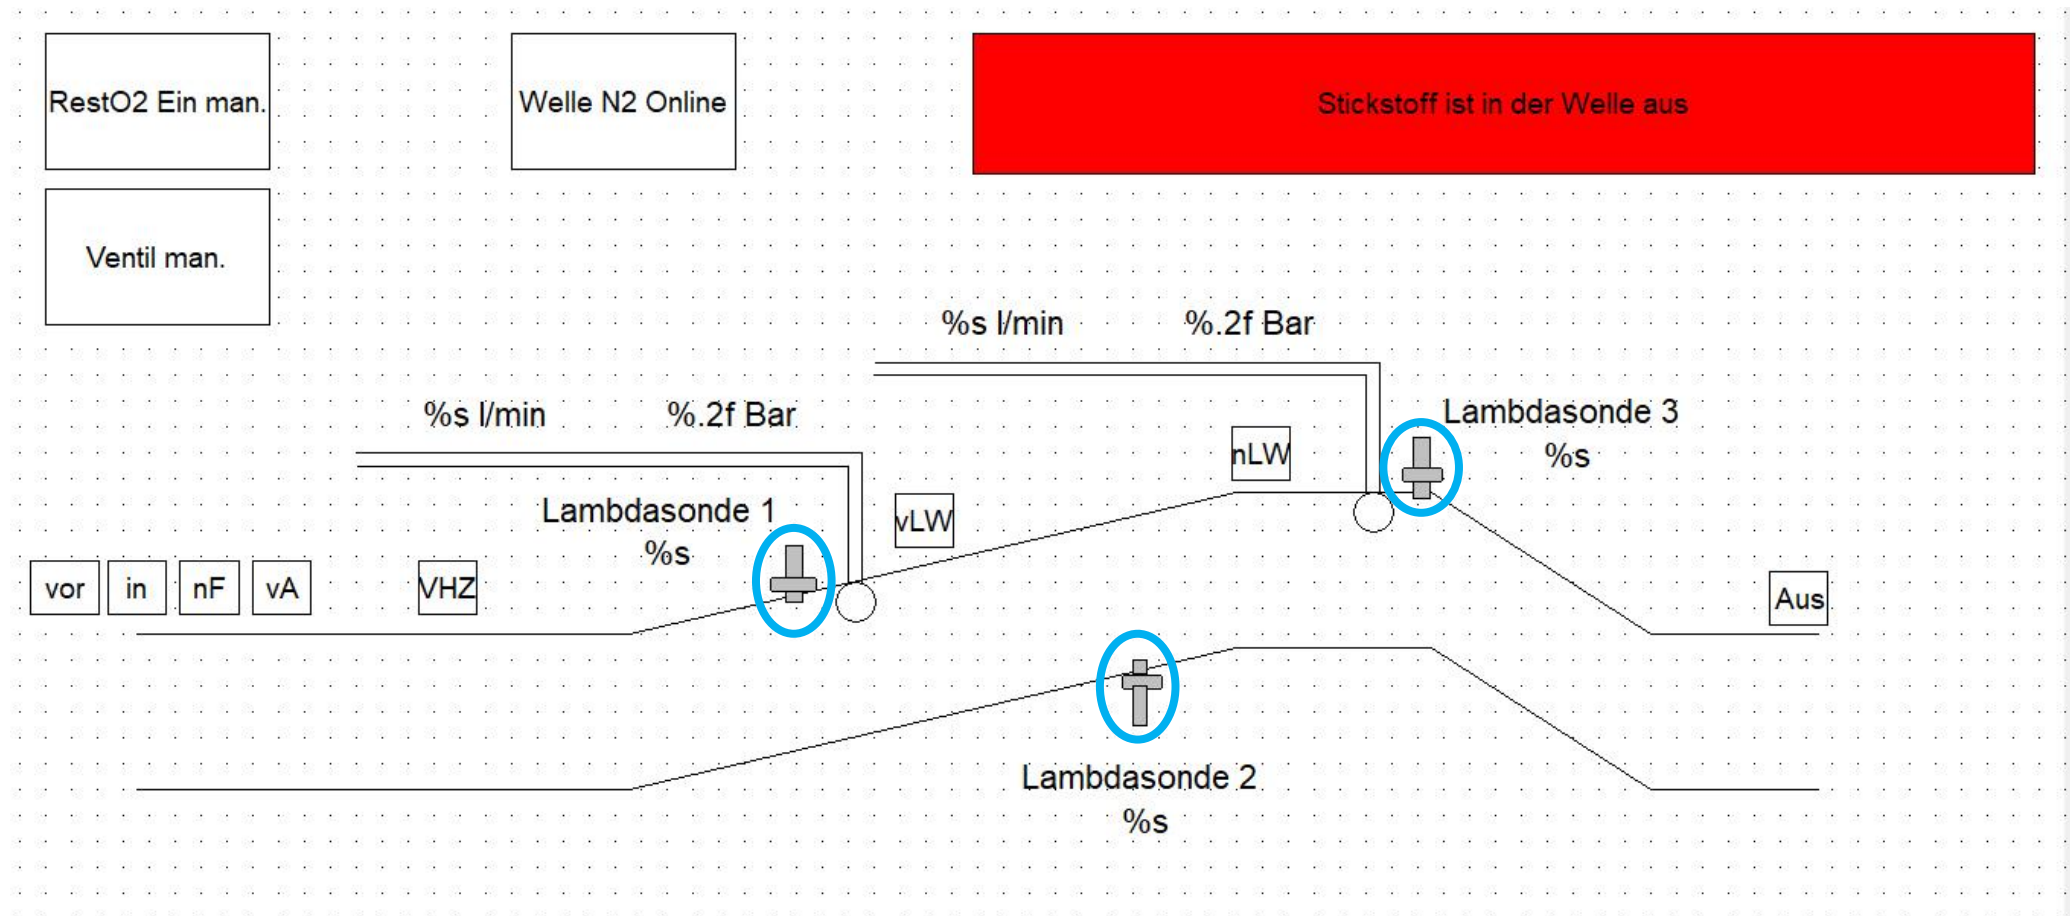 RestO2 Ein man.
Welle N2 Online
Stickstoff ist in der Welle aus
Ventil man.
%s l/min
%.2f Bar
%s l/min
%.2f Bar
Lambdasonde 3
%s
nLW
Lambdasonde 1
%s
vLW
vor
in
nF
vA
VHZ
Aus
Lambdasonde 2
%s